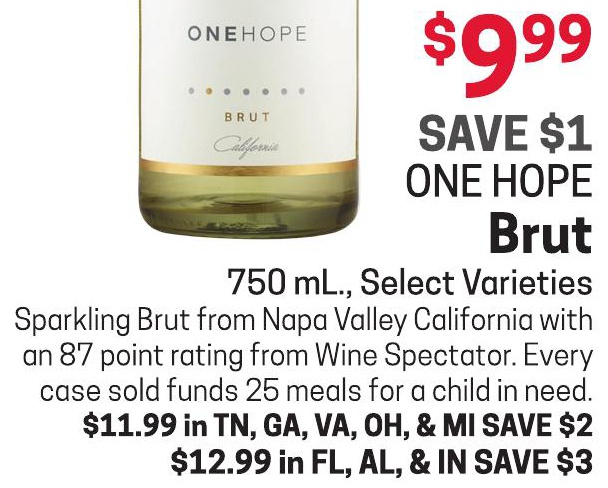 ONEHOPE
BRUT
California
$9.99
SAVE $1
ONE HOPE
Brut
750 mL., Select Varieties
Sparkling Brut from Napa Valley California with
an 87 point rating from Wine Spectator. Every
case sold funds 25 meals for a child in need.
$11.99 in TN, GA, VA, OH, & MI SAVE $2
$12.99 in FL, AL, & IN SAVE $3